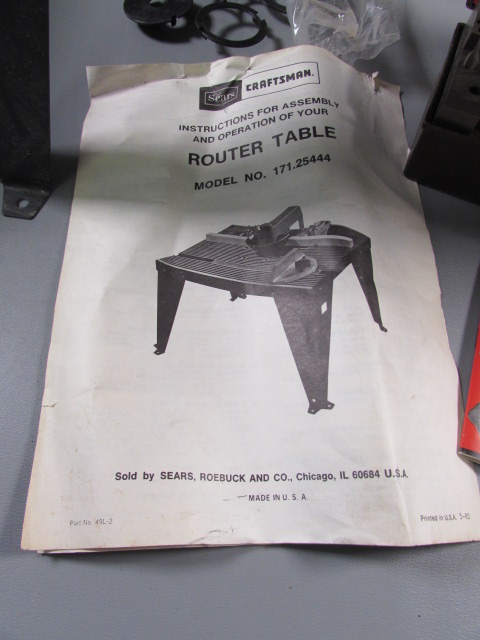 Sears
CRAFTSMAN.
INSTRUCTIONS FOR ASSEMBLY
AND OPERATION OF YOUR
ROUTER TABLE
MODEL NO. 171.25444
Sold by SEARS, ROEBUCK AND CO., Chicago, IL 60684 U.S.A.
MADE IN U. S. A.
Part No. 49L-2
Printed in U.S.A.